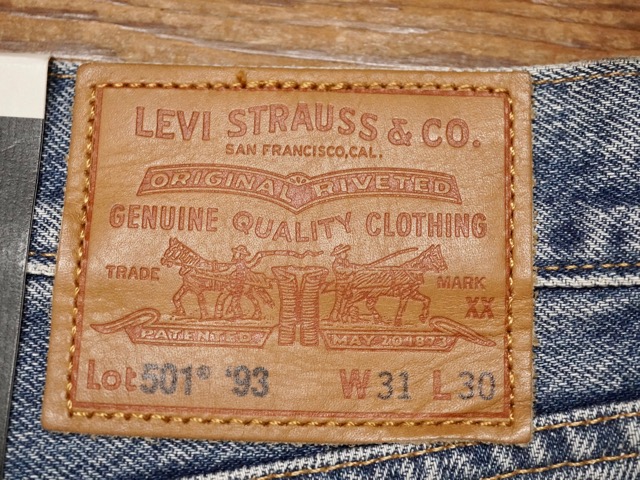 LEVI STRAUSS & CO.
SAN FRANCISCO, CAL.
ORIGINAL RIVETED
GENUINE QUALITY CLOTHING
TRADE MARK
XX
PATENTED MAY 20 1873
Lot 501® '93 W 31 L 30